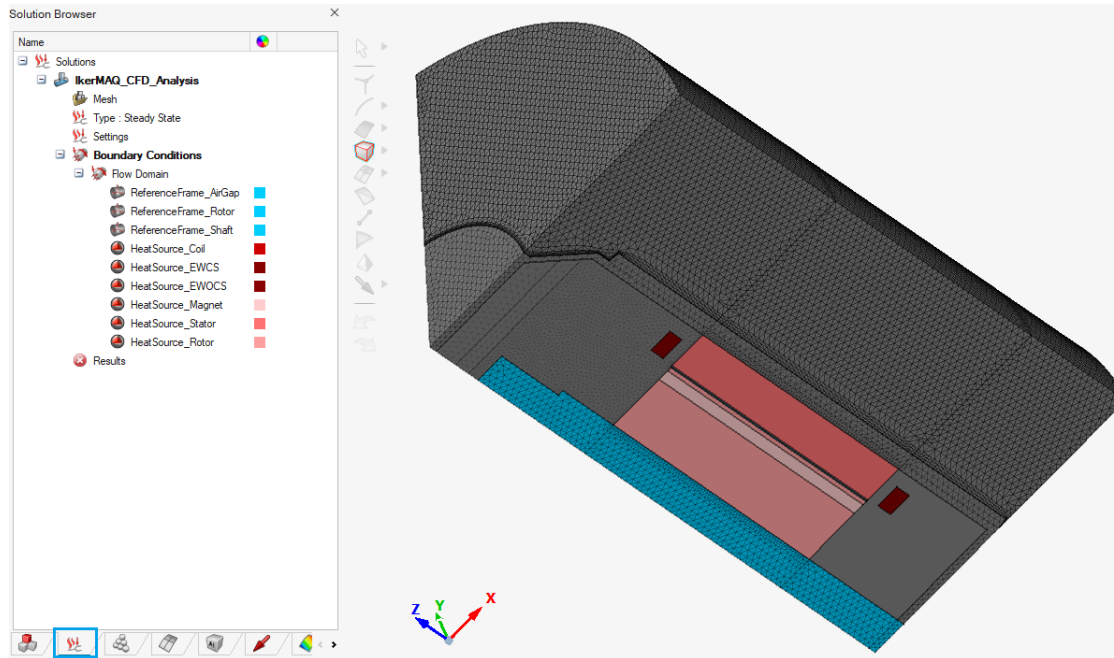 Solution Browser
Name
Solutions
IkerMAQ_CFD_Analysis
Mesh
Type : Steady State
Settings
Boundary Conditions
Flow Domain
ReferenceFrame_AirGap
ReferenceFrame_Rotor
ReferenceFrame_Shaft
HeatSource_Coil
HeatSource_EWCS
HeatSource_EWOCS
HeatSource_Magnet
HeatSource_Stator
HeatSource_Rotor
Results
Z
Y
X